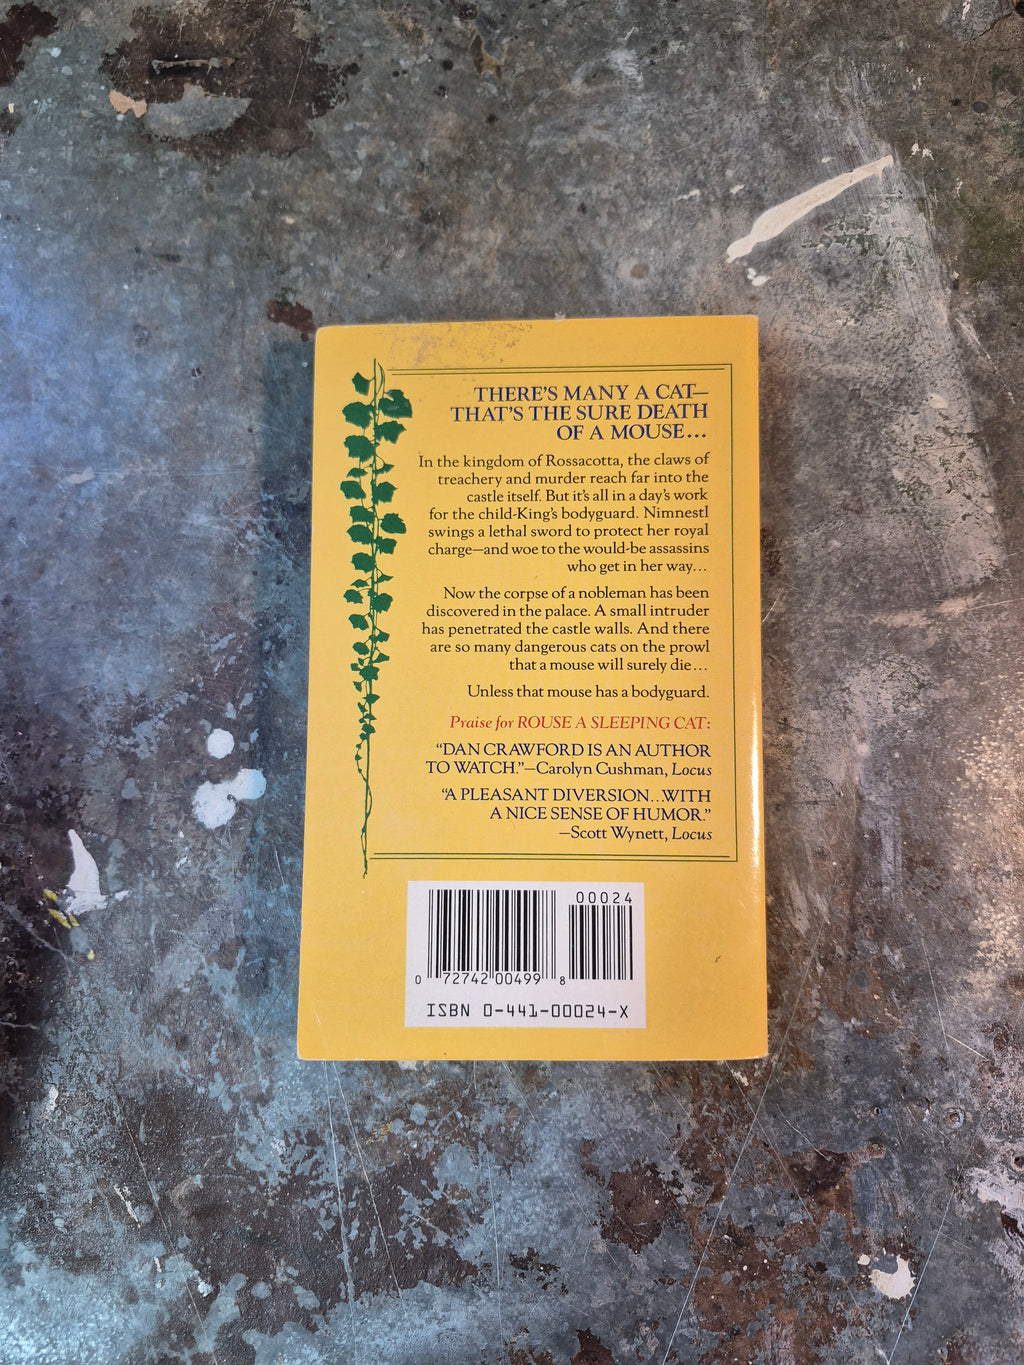 THERE'S MANY A CAT—
THAT'S THE SURE DEATH
OF A MOUSE...
In the kingdom of Rossacotta, the claws of
treachery and murder reach far into the
castle itself. But it's all in a day's work
for the child-King's bodyguard. Nimnestl
swings a lethal sword to protect her royal
charge—and woe to the would-be assassins
who get in her way...
Now the corpse of a nobleman has been
discovered in the palace. A small intruder
has penetrated the castle walls. And there
are so many dangerous cats on the prowl
that a mouse will surely die...
Unless that mouse has a bodyguard.
Praise for ROUSE A SLEEPING CAT:
"DAN CRAWFORD IS AN AUTHOR
TO WATCH."—Carolyn Cushman, Locus
"A PLEASANT DIVERSION...WITH
A NICE SENSE OF HUMOR."
—Scott Wynett, Locus
00024
0 72742 00499 8
ISBN 0-441-00024-X